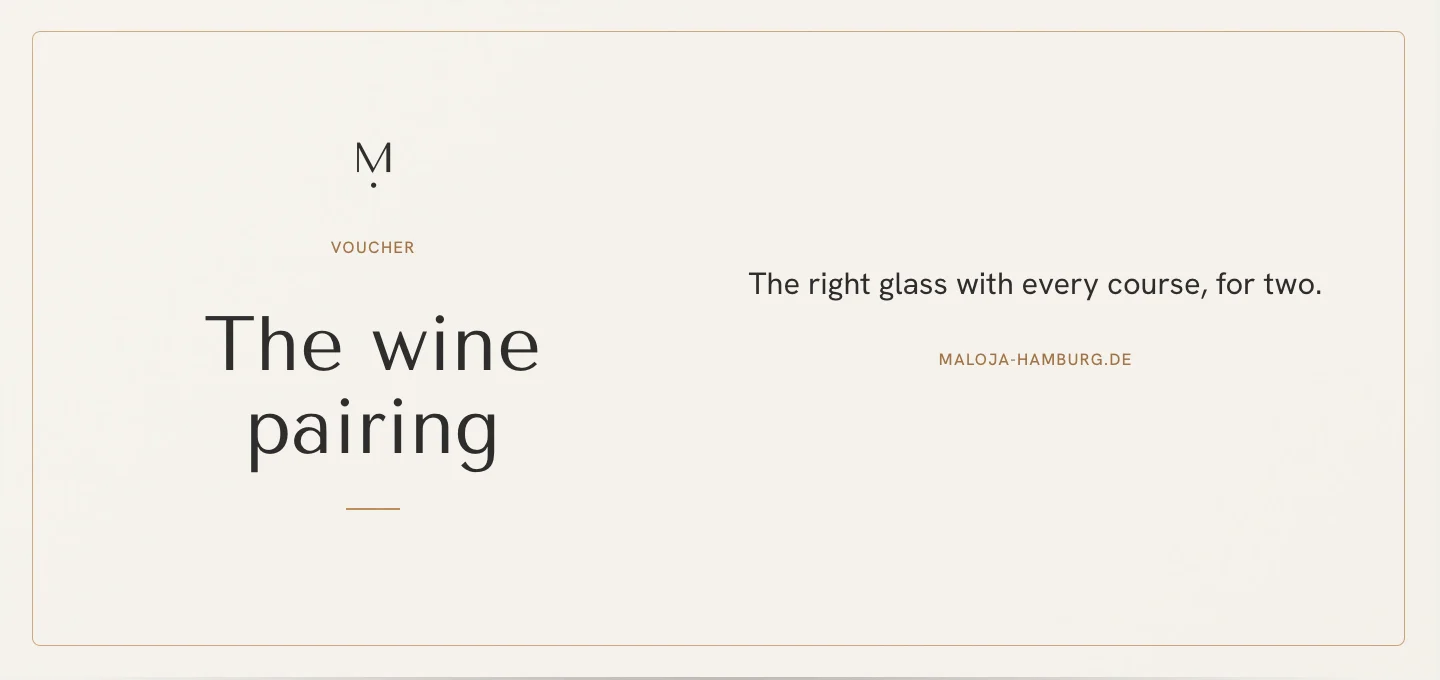 M
VOUCHER
The wine
pairing
The right glass with every course, for two.
MALOJA-HAMBURG.DE